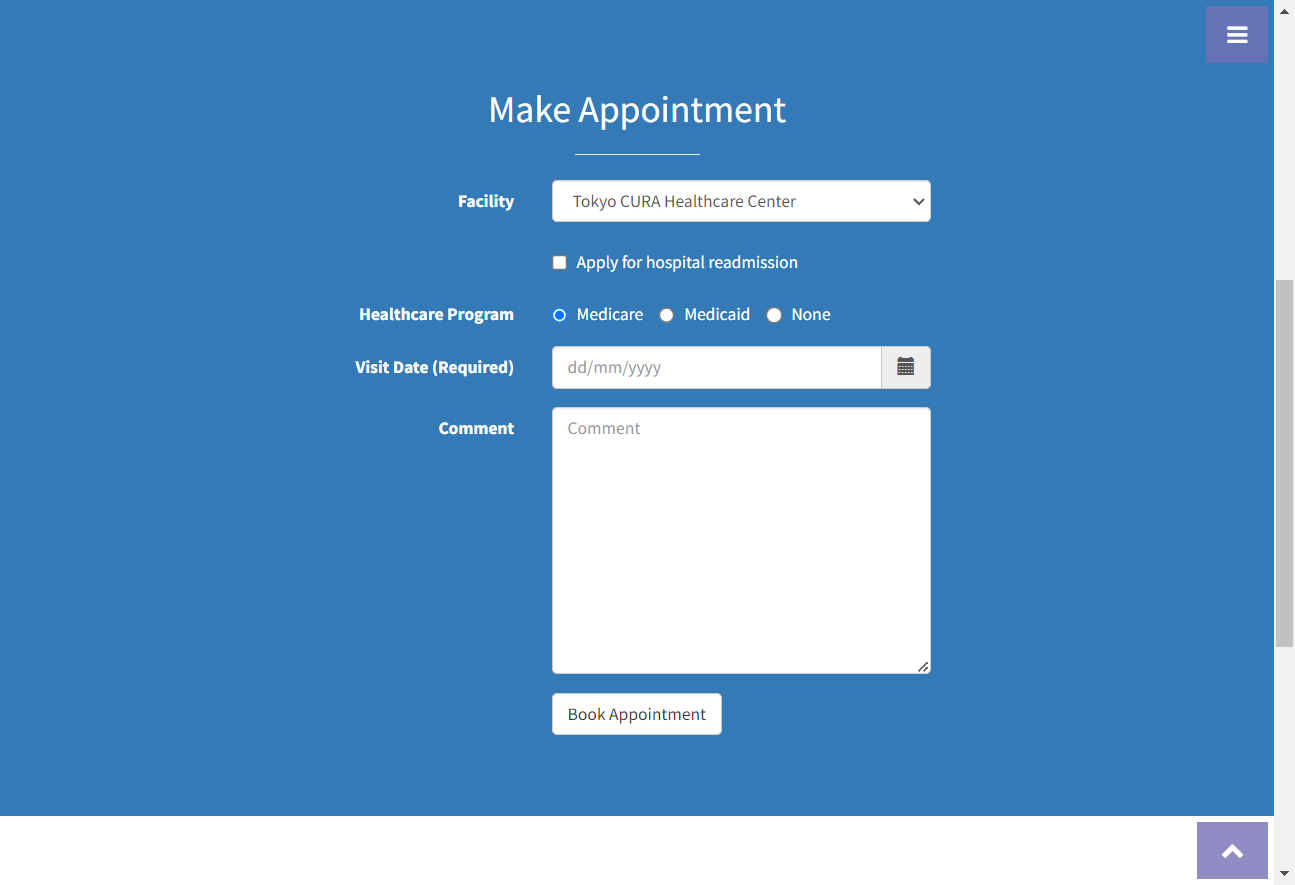 Make Appointment
Facility
Tokyo CURA Healthcare Center
Apply for hospital readmission
Healthcare Program
Medicare Medicaid None
Visit Date (Required)
dd/mm/yyyy
Comment
Comment
Book Appointment